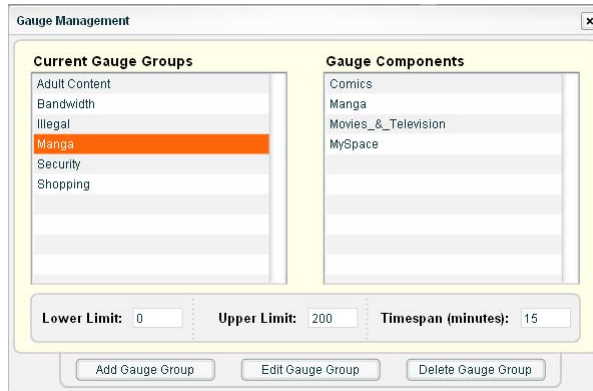 Gauge Management
Current Gauge Groups
Adult Content
Bandwidth
Illegal
Manga
Security
Shopping
Gauge Components
Comics
Manga
Movies_&_Television
MySpace
Lower Limit: 0 Upper Limit: 200 Timespan (minutes): 15
Add Gauge Group Edit Gauge Group Delete Gauge Group